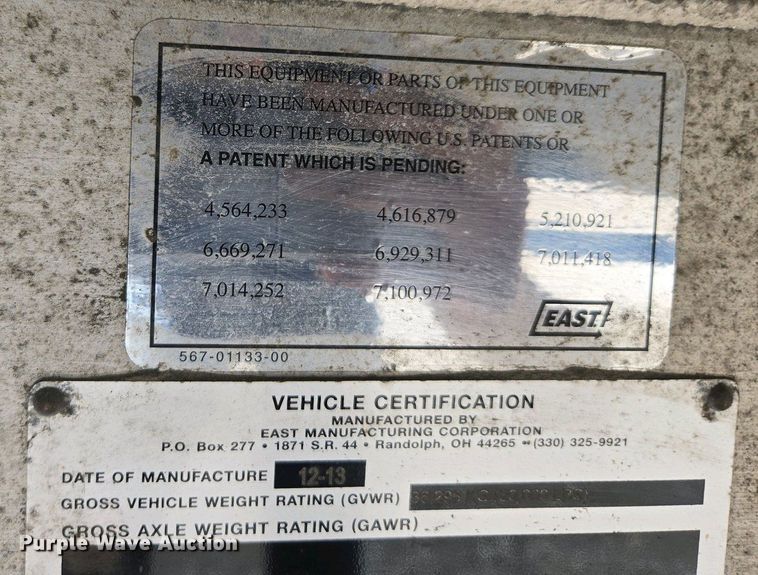 THIS EQUIPMENT OR PARTS OF THIS EQUIPMENT
HAVE BEEN MANUFACTURED UNDER ONE OR
MORE OF THE FOLLOWING U.S. PATENTS OR
A PATENT WHICH IS PENDING:
4,564,233 4,616,879 5,210,921
6,669,271 6,929,311 7,011,418
7,014,252 7,100,972
EAST
567-01133-00
VEHICLE CERTIFICATION
MANUFACTURED BY
EAST MANUFACTURING CORPORATION
P.O. Box 277 • 1871 S.R. 44 • Randolph, OH 44265 • (330) 325-9921
DATE OF MANUFACTURE 12-13
GROSS VEHICLE WEIGHT RATING (GVWR)
GROSS AXLE WEIGHT RATING (GAWR)
Purple Wave Auction